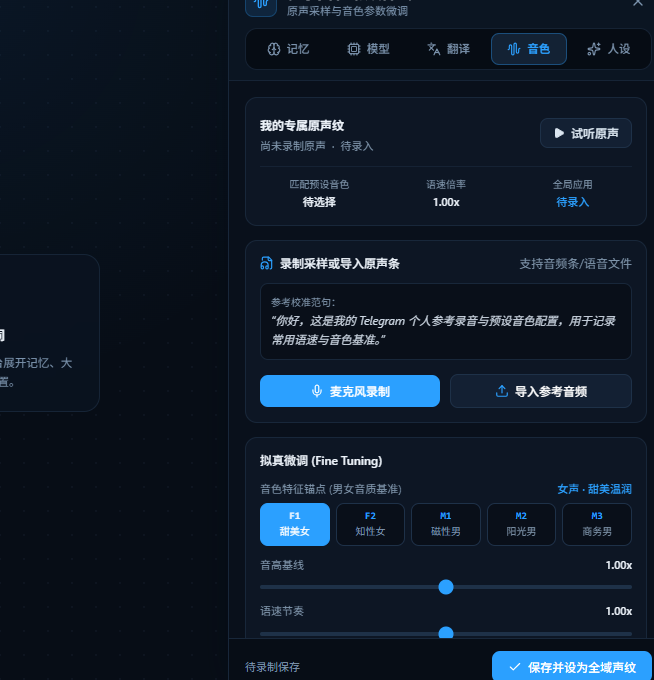 原声采样与音色参数微调
记忆
模型
翻译
音色
人设
我的专属原声纹
尚未录制原声 · 待录入
试听原声
匹配预设音色
语速倍率
全局应用
待选择
1.00x
待录入
录制采样或导入原声条
支持音频条/语音文件
参考校准范句：
“你好，这是我的 Telegram 个人参考录音与预设音色配置，用于记录
常用语速与音色基准。”
麦克风录制
导入参考音频
拟真微调 (Fine Tuning)
音色特征锚点 (男女音质基准)
女声 · 甜美温润
F1
甜美女
F2
知性女
M1
磁性男
M2
阳光男
M3
商务男
音高基线
1.00x
语速节奏
1.00x
待录制保存
保存并设为全域声纹
台展开记忆、大
置。